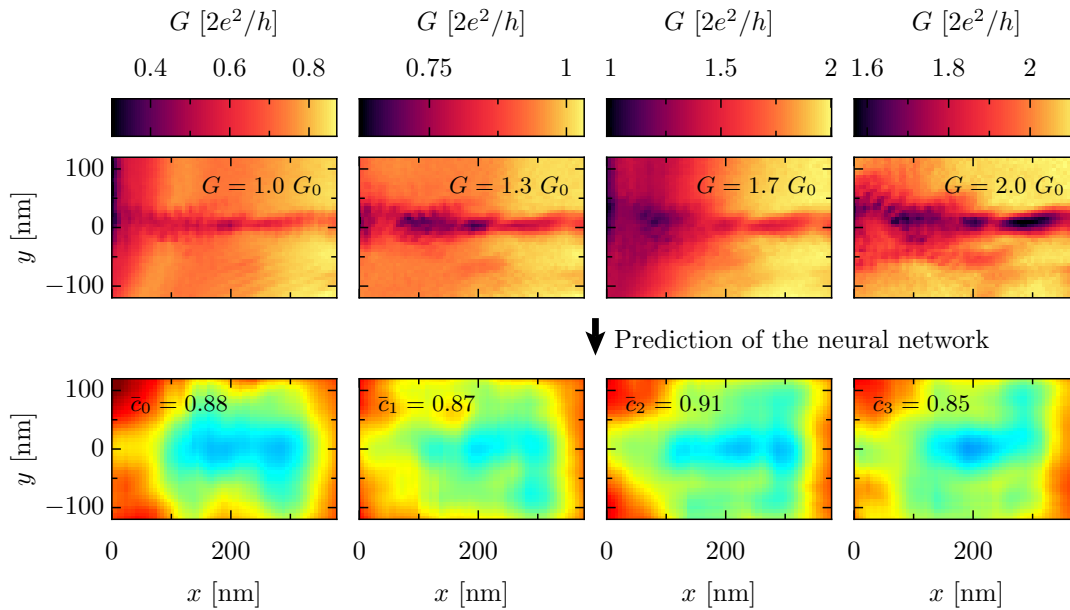 G [2e²/h] G [2e²/h] G [2e²/h] G [2e²/h]
0.4 0.6 0.8 0.75 1 1 1.5 2 1.6 1.8 2
100 G = 1.0 G₀ G = 1.3 G₀ G = 1.7 G₀ G = 2.0 G₀
0
−100
y [nm]
Prediction of the neural network
100 c̄₀ = 0.88 c̄₁ = 0.87 c̄₂ = 0.91 c̄₃ = 0.85
0
−100
y [nm]
0 200 0 200 0 200 0 200
x [nm] x [nm] x [nm] x [nm]